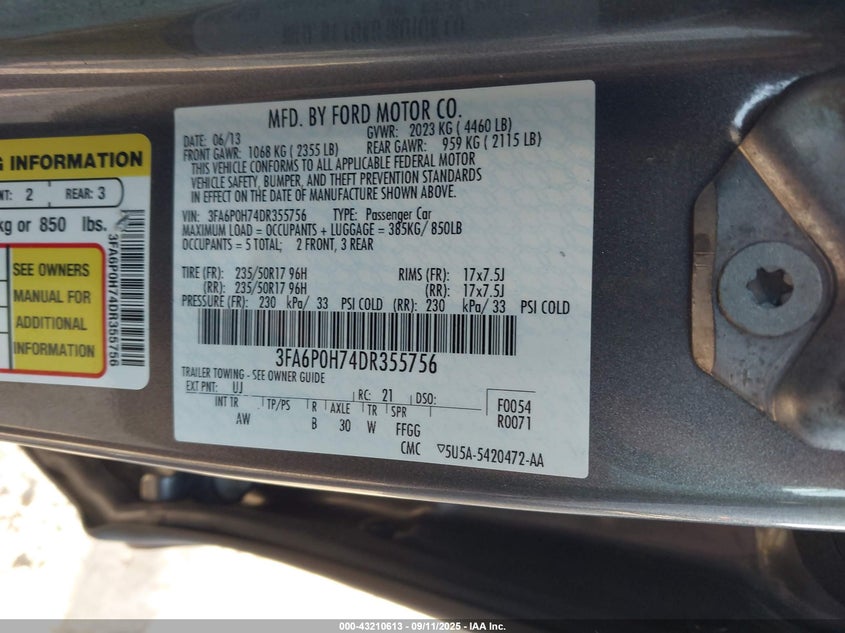 MFD. BY FORD MOTOR CO.
DATE: 06/13 GVWR: 2023 KG ( 4460 LB)
FRONT GAWR: 1068 KG ( 2355 LB) REAR GAWR: 959 KG ( 2115 LB)
THIS VEHICLE CONFORMS TO ALL APPLICABLE FEDERAL MOTOR
VEHICLE SAFETY, BUMPER, AND THEFT PREVENTION STANDARDS
IN EFFECT ON THE DATE OF MANUFACTURE SHOWN ABOVE.
VIN: 3FA6P0H74DR355756 TYPE: Passenger Car
MAXIMUM LOAD = OCCUPANTS + LUGGAGE = 385KG/ 850LB
OCCUPANTS = 5 TOTAL; 2 FRONT, 3 REAR
TIRE (FR): 235/50R17 96H RIMS (FR): 17x7.5J
(RR): 235/50R17 96H (RR): 17x7.5J
PRESSURE (FR): 230 kPa/ 33 PSI COLD (RR): 230 kPa/ 33 PSI COLD
3FA6P0H74DR355756
TRAILER TOWING - SEE OWNER GUIDE
EXT PNT: UJ RC: 21 DSO:
INT TR TP/PS R AXLE TR SPR F0054
AW B 30 W FFGG R0071
CMC ▽5U5A-5420472-AA
G INFORMATION
NT: 2 REAR: 3
kg or 850 lbs.
SEE OWNERS
MANUAL FOR
ADDITIONAL
INFORMATION
3FA6P0H74DR355756
000-43210613 - 09/11/2025 - IAA Inc.